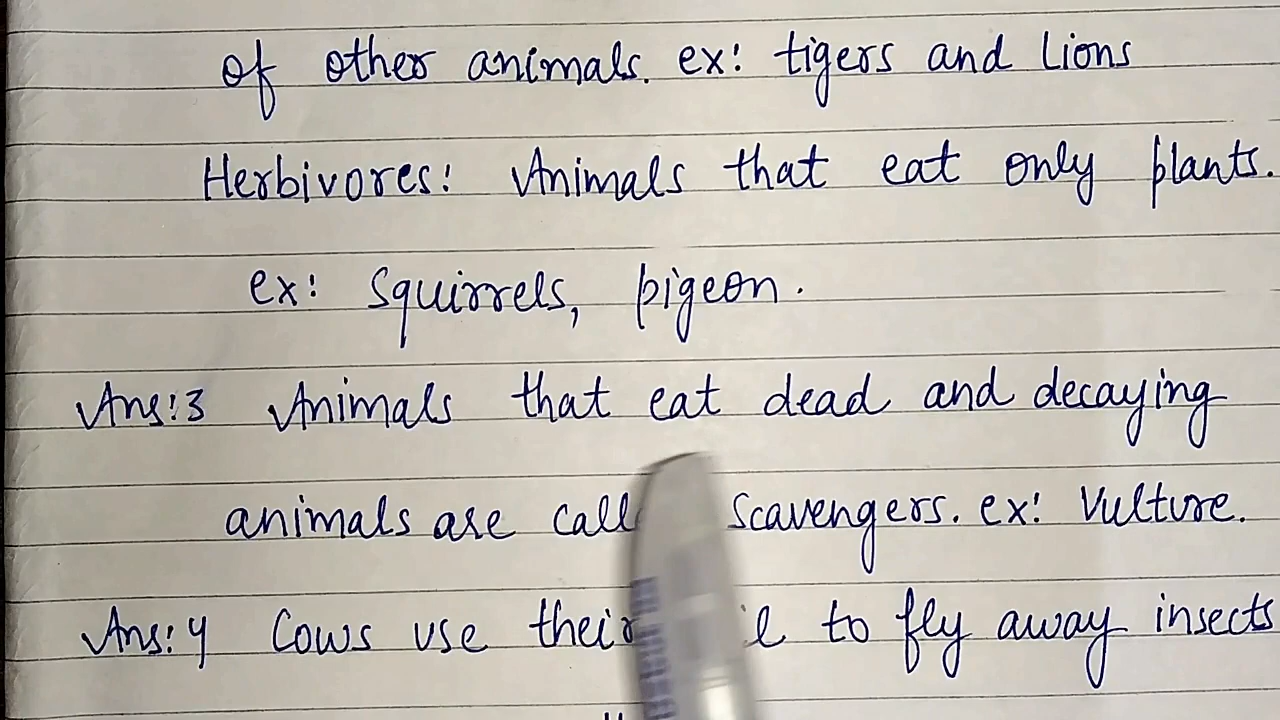 of other animals. ex: tigers and Lions
Herbivores: Animals that eat only plants.
ex: Squirrels, pigeon.
Ans:3 Animals that eat dead and decaying
animals are call Scavengers. ex: Vulture.
Ans:4 Cows use their to fly away insects